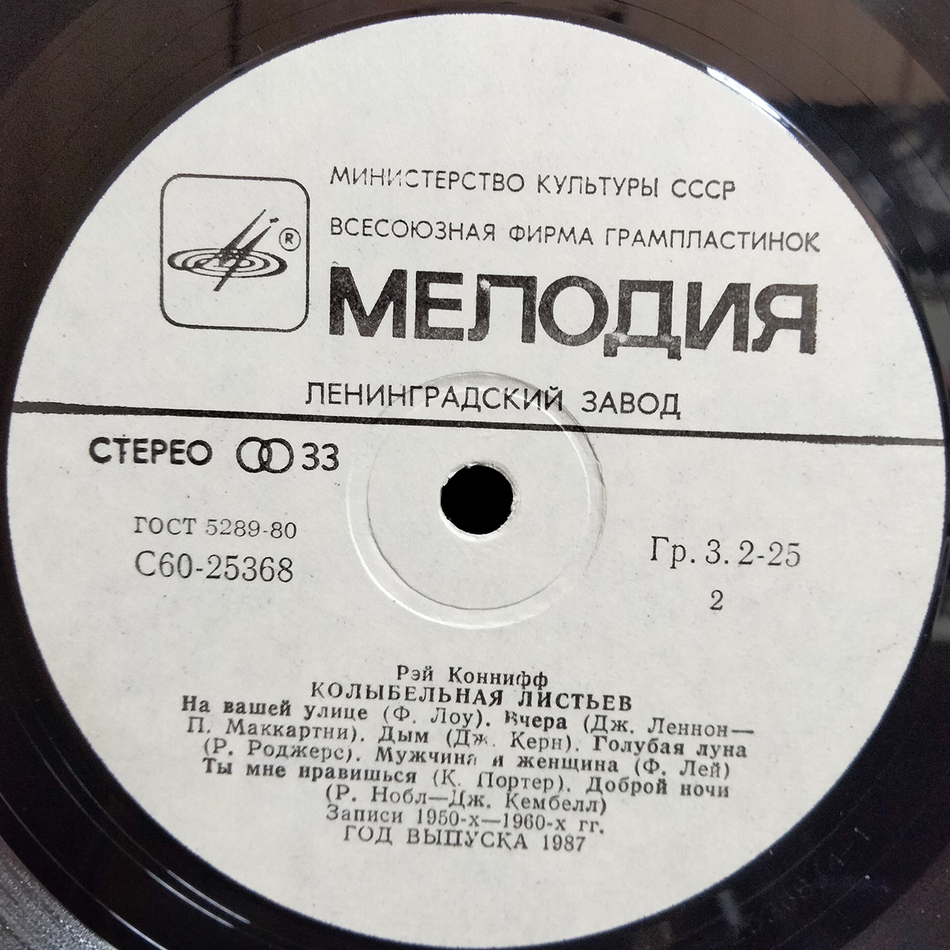 МИНИСТЕРСТВО КУЛЬТУРЫ СССР
ВСЕСОЮЗНАЯ ФИРМА ГРАМПЛАСТИНОК
®
МЕЛОДИЯ
ЛЕНИНГРАДСКИЙ ЗАВОД
СТЕРЕО 33
ГОСТ 5289-80
С60-25368
Гр. 3. 2-25
2
Рэй Коннифф
КОЛЫБЕЛЬНАЯ ЛИСТЬЕВ
На вашей улице (Ф. Лоу). Вчера (Дж. Леннон—
П. Маккартни). Дым (Дж. Керн). Голубая луна
(Р. Роджерс). Мужчина и женщина (Ф. Лей)
Ты мне нравишься (К. Портер). Доброй ночи
(Р. Нобл—Дж. Кембелл)
Записи 1950-х—1960-х гг.
ГОД ВЫПУСКА 1987